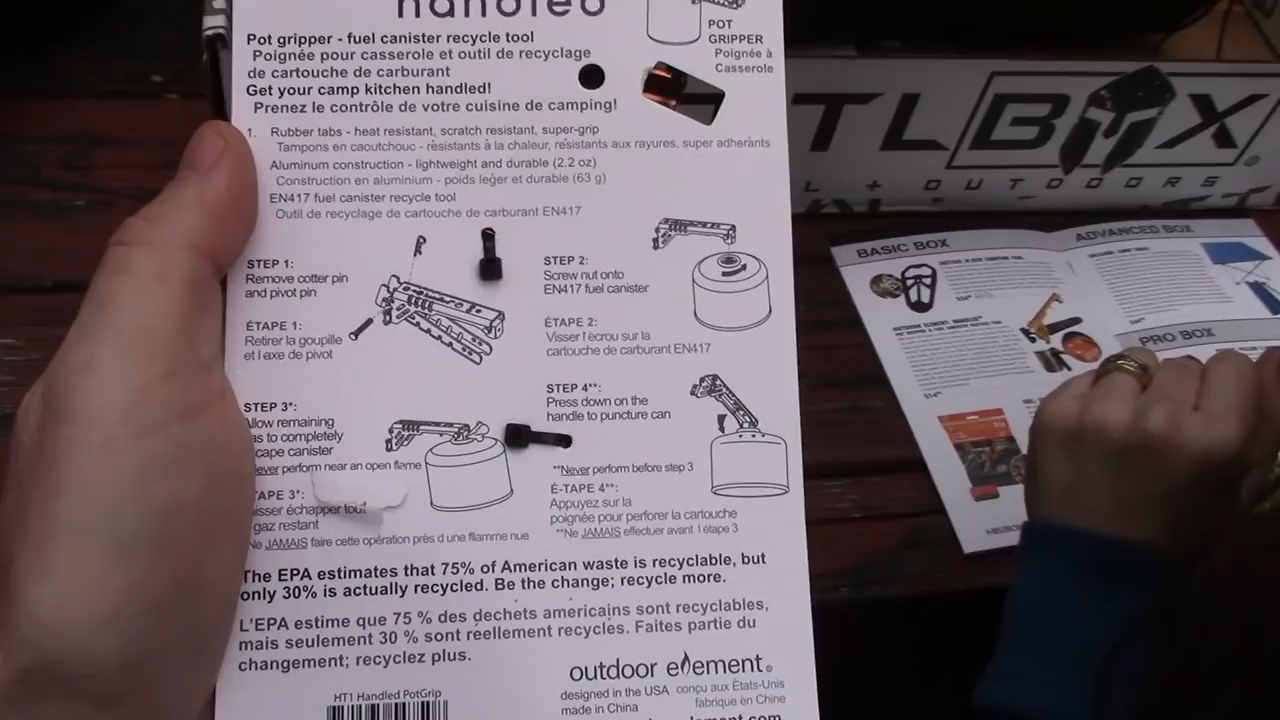 handled
POT
GRIPPER
Poignée à
Casserole
Pot gripper - fuel canister recycle tool
Poignée pour casserole et outil de recyclage
de cartouche de carburant
Get your camp kitchen handled!
Prenez le contrôle de votre cuisine de camping!
1. Rubber tabs - heat resistant, scratch resistant, super-grip
Tampons en caoutchouc - résistants à la chaleur, résistants aux rayures, super adhérants
Aluminum construction - lightweight and durable (2.2 oz)
Construction en aluminium - poids léger et durable (63 g)
EN417 fuel canister recycle tool
Outil de recyclage de cartouche de carburant EN417
STEP 1:
Remove cotter pin
and pivot pin
ÉTAPE 1:
Retirer la goupille
et l axe de pivot
STEP 2:
Screw nut onto
EN417 fuel canister
ÉTAPE 2:
Visser l écrou sur la
cartouche de carburant EN417
STEP 3*:
Allow remaining
as to completely
cape canister
ever perform near an open flame
TAPE 3*:
isser échapper tout
gaz restant
Ne JAMAIS faire cette opération près d une fllamme nue
STEP 4**:
Press down on the
handle to puncture can
**Never perform before step 3
É-TAPE 4**:
Appuyez sur la
poignée pour perforer la cartouche
**Ne JAMAIS effectuer avant l étape 3
The EPA estimates that 75% of American waste is recyclable, but
only 30% is actually recycled. Be the change; recycle more.
L'EPA estime que 75 % des déchets américains sont recyclables,
mais seulement 30 % sont réellement recyclés. Faites partie du
changement; recyclez plus.
HT1 Handled PotGrip
outdoor element®
designed in the USA conçu aux États-Unis
made in China fabriqué en Chine
TLBOX®
L + OUTDOORS
BASIC BOX
ADVANCED BOX
PRO BOX